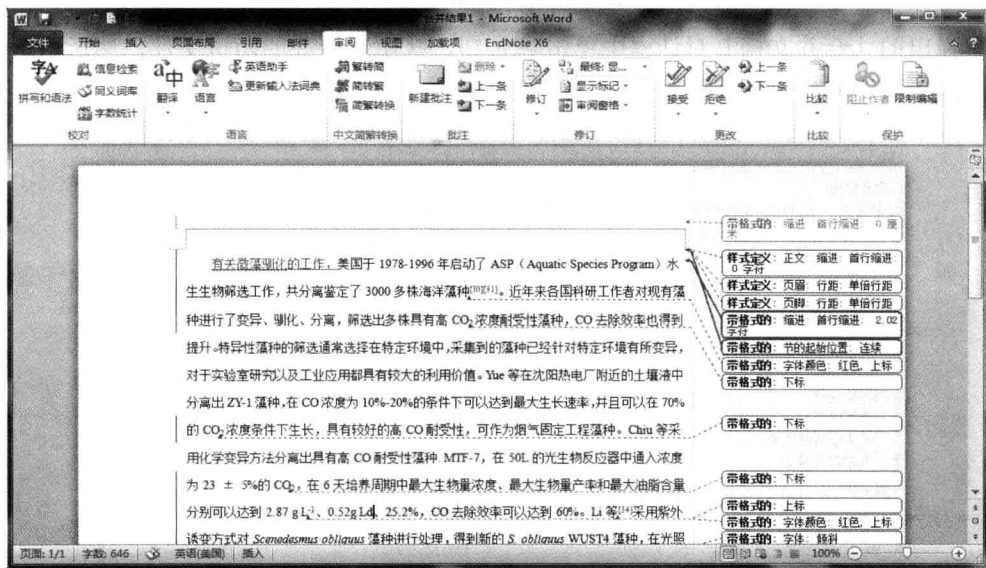 合并结果1 - Microsoft Word
文件 开始 插入 页面布局 引用 邮件 审阅 视图 加载项 EndNote X6
拼写和语法
信息检索
同义词库
字数统计
校对
翻译
语言
英语助手
更新输入法词典
语言
繁转简
简转繁
简繁转换
中文简繁转换
新建批注
删除
上一条
下一条
批注
修订
最终: 显...
显示标记
审阅窗格
修订
接受
拒绝
上一条
下一条
更改
比较
比较
阻止作者
限制编辑
保护
有关微藻驯化的工作，美国于 1978-1996 年启动了 ASP（Aquatic Species Program）水
生生物筛选工作，共分离鉴定了 3000 多株海洋藻种[10][11]。近年来各国科研工作者对现有藻
种进行了变异、驯化、分离，筛选出多株具有高 CO2 浓度耐受性藻种，CO 去除效率也得到
提升。特异性藻种的筛选通常选择在特定环境中，采集到的藻种已经针对特定环境有所变异，
对于实验室研究以及工业应用都具有较大的利用价值。Yue 等在沈阳热电厂附近的土壤液中
分离出 ZY-1 藻种，在 CO 浓度为 10%-20%的条件下可以达到最大生长速率，并且可以在 70%
的 CO2 浓度条件下生长，具有较好的高 CO 耐受性，可作为烟气固定工程藻种。Chiu 等采
用化学变异方法分离出具有高 CO 耐受性藻种 MTF-7，在 50L 的光生物反应器中通入浓度
为 23 ± 5%的 CO2，在 6 天培养周期中最大生物量浓度、最大生物量产率和最大油脂含量
分别可以达到 2.87 g L-1、0.52g Ld、25.2%，CO 去除效率可以达到 60%。Li 等[14]采用紫外
诱变方式对 Scenedesmus obliquus 藻种进行处理，得到新的 S. obliquus WUST4 藻种，在光照
带格式的: 缩进: 首行缩进: 0 厘
米
样式定义: 正文: 缩进: 首行缩进:
0 字符
样式定义: 页眉: 行距: 单倍行距
样式定义: 页脚: 行距: 单倍行距
带格式的: 缩进: 首行缩进: 2.02
字符
带格式的: 节的起始位置: 连续
带格式的: 字体颜色: 红色, 上标
带格式的: 下标
带格式的: 下标
带格式的: 下标
带格式的: 上标
带格式的: 字体颜色: 红色, 上标
带格式的: 字体: 倾斜
页面: 1/1 字数: 646 英语(美国) 插入 100%